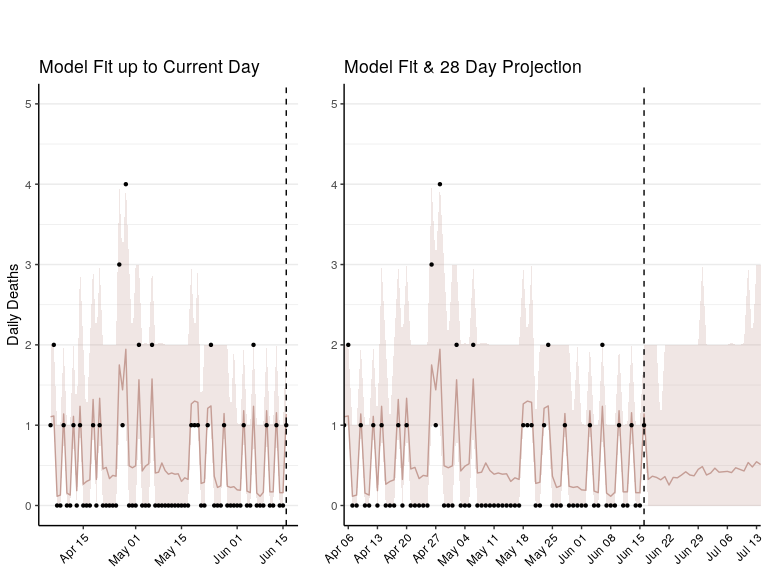 Model Fit up to Current Day
Model Fit & 28 Day Projection
Daily Deaths
5
4
3
2
1
0
Apr 15
May 01
May 15
Jun 01
Jun 15
5
4
3
2
1
0
Apr 06
Apr 13
Apr 20
Apr 27
May 04
May 11
May 18
May 25
Jun 01
Jun 08
Jun 15
Jun 22
Jun 29
Jul 06
Jul 13